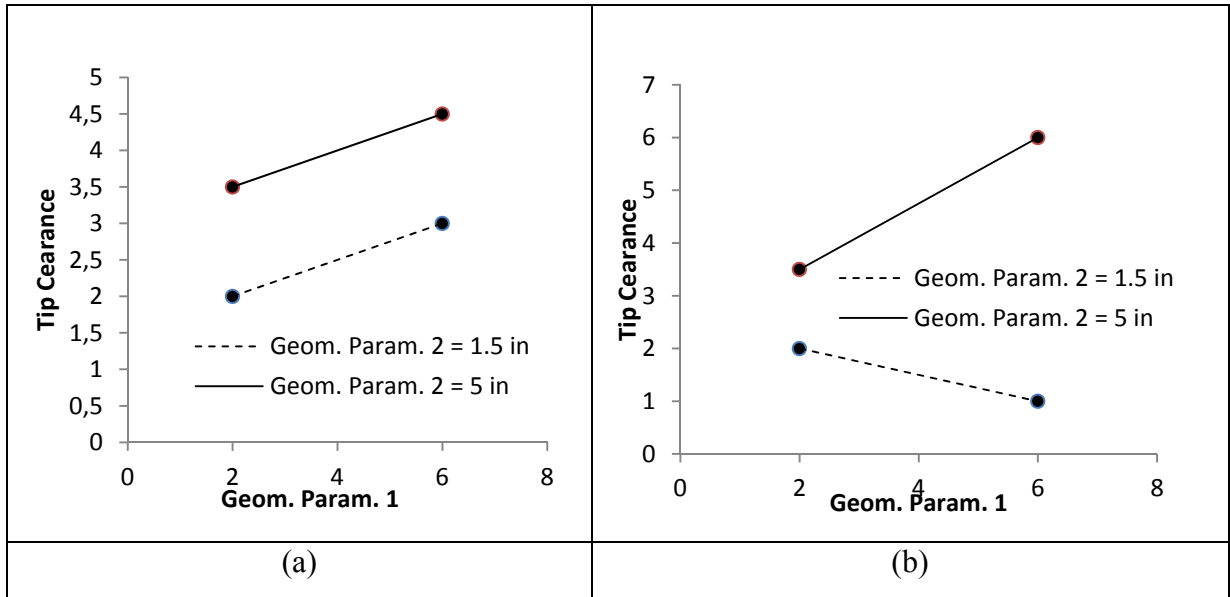 5
4,5
4
3,5
3
2,5
2
1,5
1
0,5
0
Tip Cearance
0 2 4 6 8
Geom. Param. 1
Geom. Param. 2 = 1.5 in
Geom. Param. 2 = 5 in
(a)
7
6
5
4
3
2
1
0
Tip Cearance
0 2 4 6 8
Geom. Param. 1
Geom. Param. 2 = 1.5 in
Geom. Param. 2 = 5 in
(b)